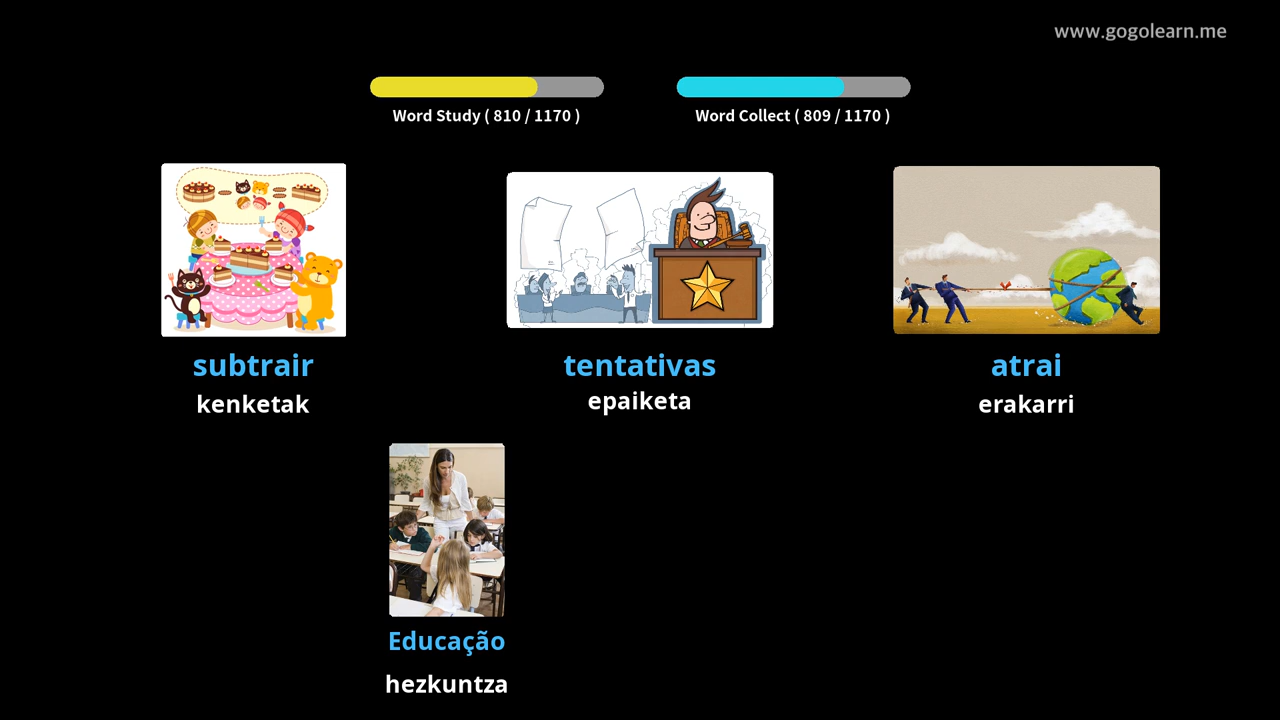 www.gogolearn.me
Word Study ( 810 / 1170 )
Word Collect ( 809 / 1170 )
subtrair
kenketak
tentativas
epaiketa
atrai
erakarri
Educação
hezkuntza